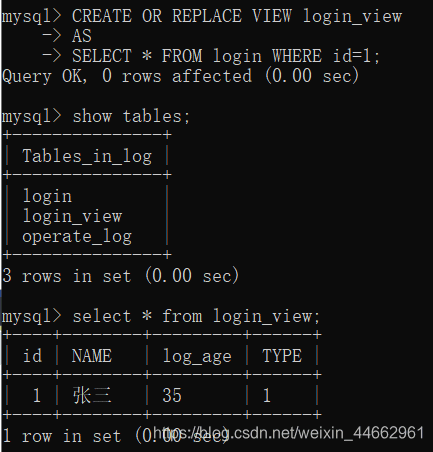 mysql> CREATE OR REPLACE VIEW login_view
    -> AS
    -> SELECT * FROM login WHERE id=1;
Query OK, 0 rows affected (0.00 sec)
mysql> show tables;
+---------------+
| Tables_in_log |
+---------------+
| login         |
| login_view    |
| operate_log   |
+---------------+
3 rows in set (0.00 sec)
mysql> select * from login_view;
+----+------+---------+------+
| id | NAME | log_age | TYPE |
+----+------+---------+------+
|  1 | 张三 | 35      | 1    |
+----+------+---------+------+
1 row in set (0.00 sec)
https://blog.csdn.net/weixin_44662961